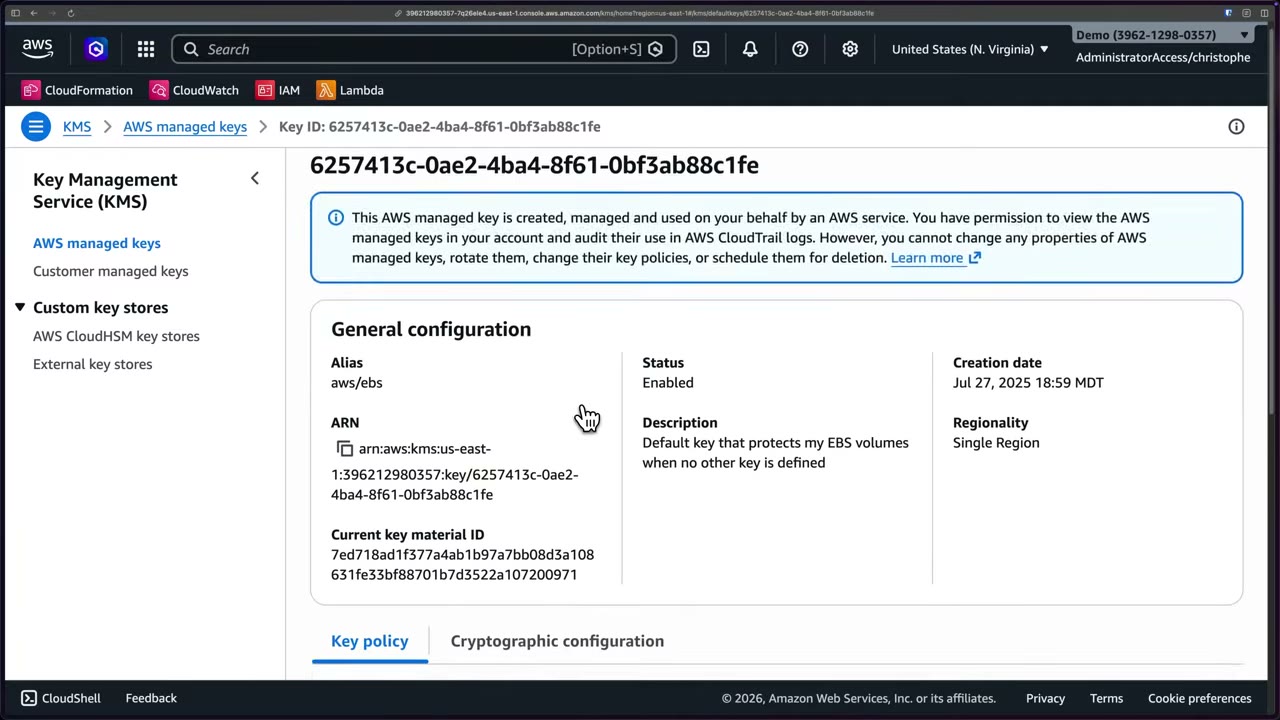 396212980357-7q26ele4.us-east-1.console.aws.amazon.com/kms/home?region=us-east-1#/kms/defaultkeys/6257413c-0ae2-4ba4-8f61-0bf3ab88c1fe
aws
Search
[Option+S]
United States (N. Virginia)
Demo (3962-1298-0357)
AdministratorAccess/christophe
CloudFormation
CloudWatch
IAM
Lambda
KMS
AWS managed keys
Key ID: 6257413c-0ae2-4ba4-8f61-0bf3ab88c1fe
Key Management
Service (KMS)
AWS managed keys
Customer managed keys
Custom key stores
AWS CloudHSM key stores
External key stores
6257413c-0ae2-4ba4-8f61-0bf3ab88c1fe
This AWS managed key is created, managed and used on your behalf by an AWS service. You have permission to view the AWS
managed keys in your account and audit their use in AWS CloudTrail logs. However, you cannot change any properties of AWS
managed keys, rotate them, change their key policies, or schedule them for deletion. Learn more
General configuration
Alias
aws/ebs
ARN
arn:aws:kms:us-east-
1:396212980357:key/6257413c-0ae2-
4ba4-8f61-0bf3ab88c1fe
Current key material ID
7ed718ad1f377a4ab1b97a7bb08d3a108
631fe33bf88701b7d3522a107200971
Status
Enabled
Description
Default key that protects my EBS volumes
when no other key is defined
Creation date
Jul 27, 2025 18:59 MDT
Regionality
Single Region
Key policy
Cryptographic configuration
CloudShell
Feedback
© 2026, Amazon Web Services, Inc. or its affiliates.
Privacy
Terms
Cookie preferences